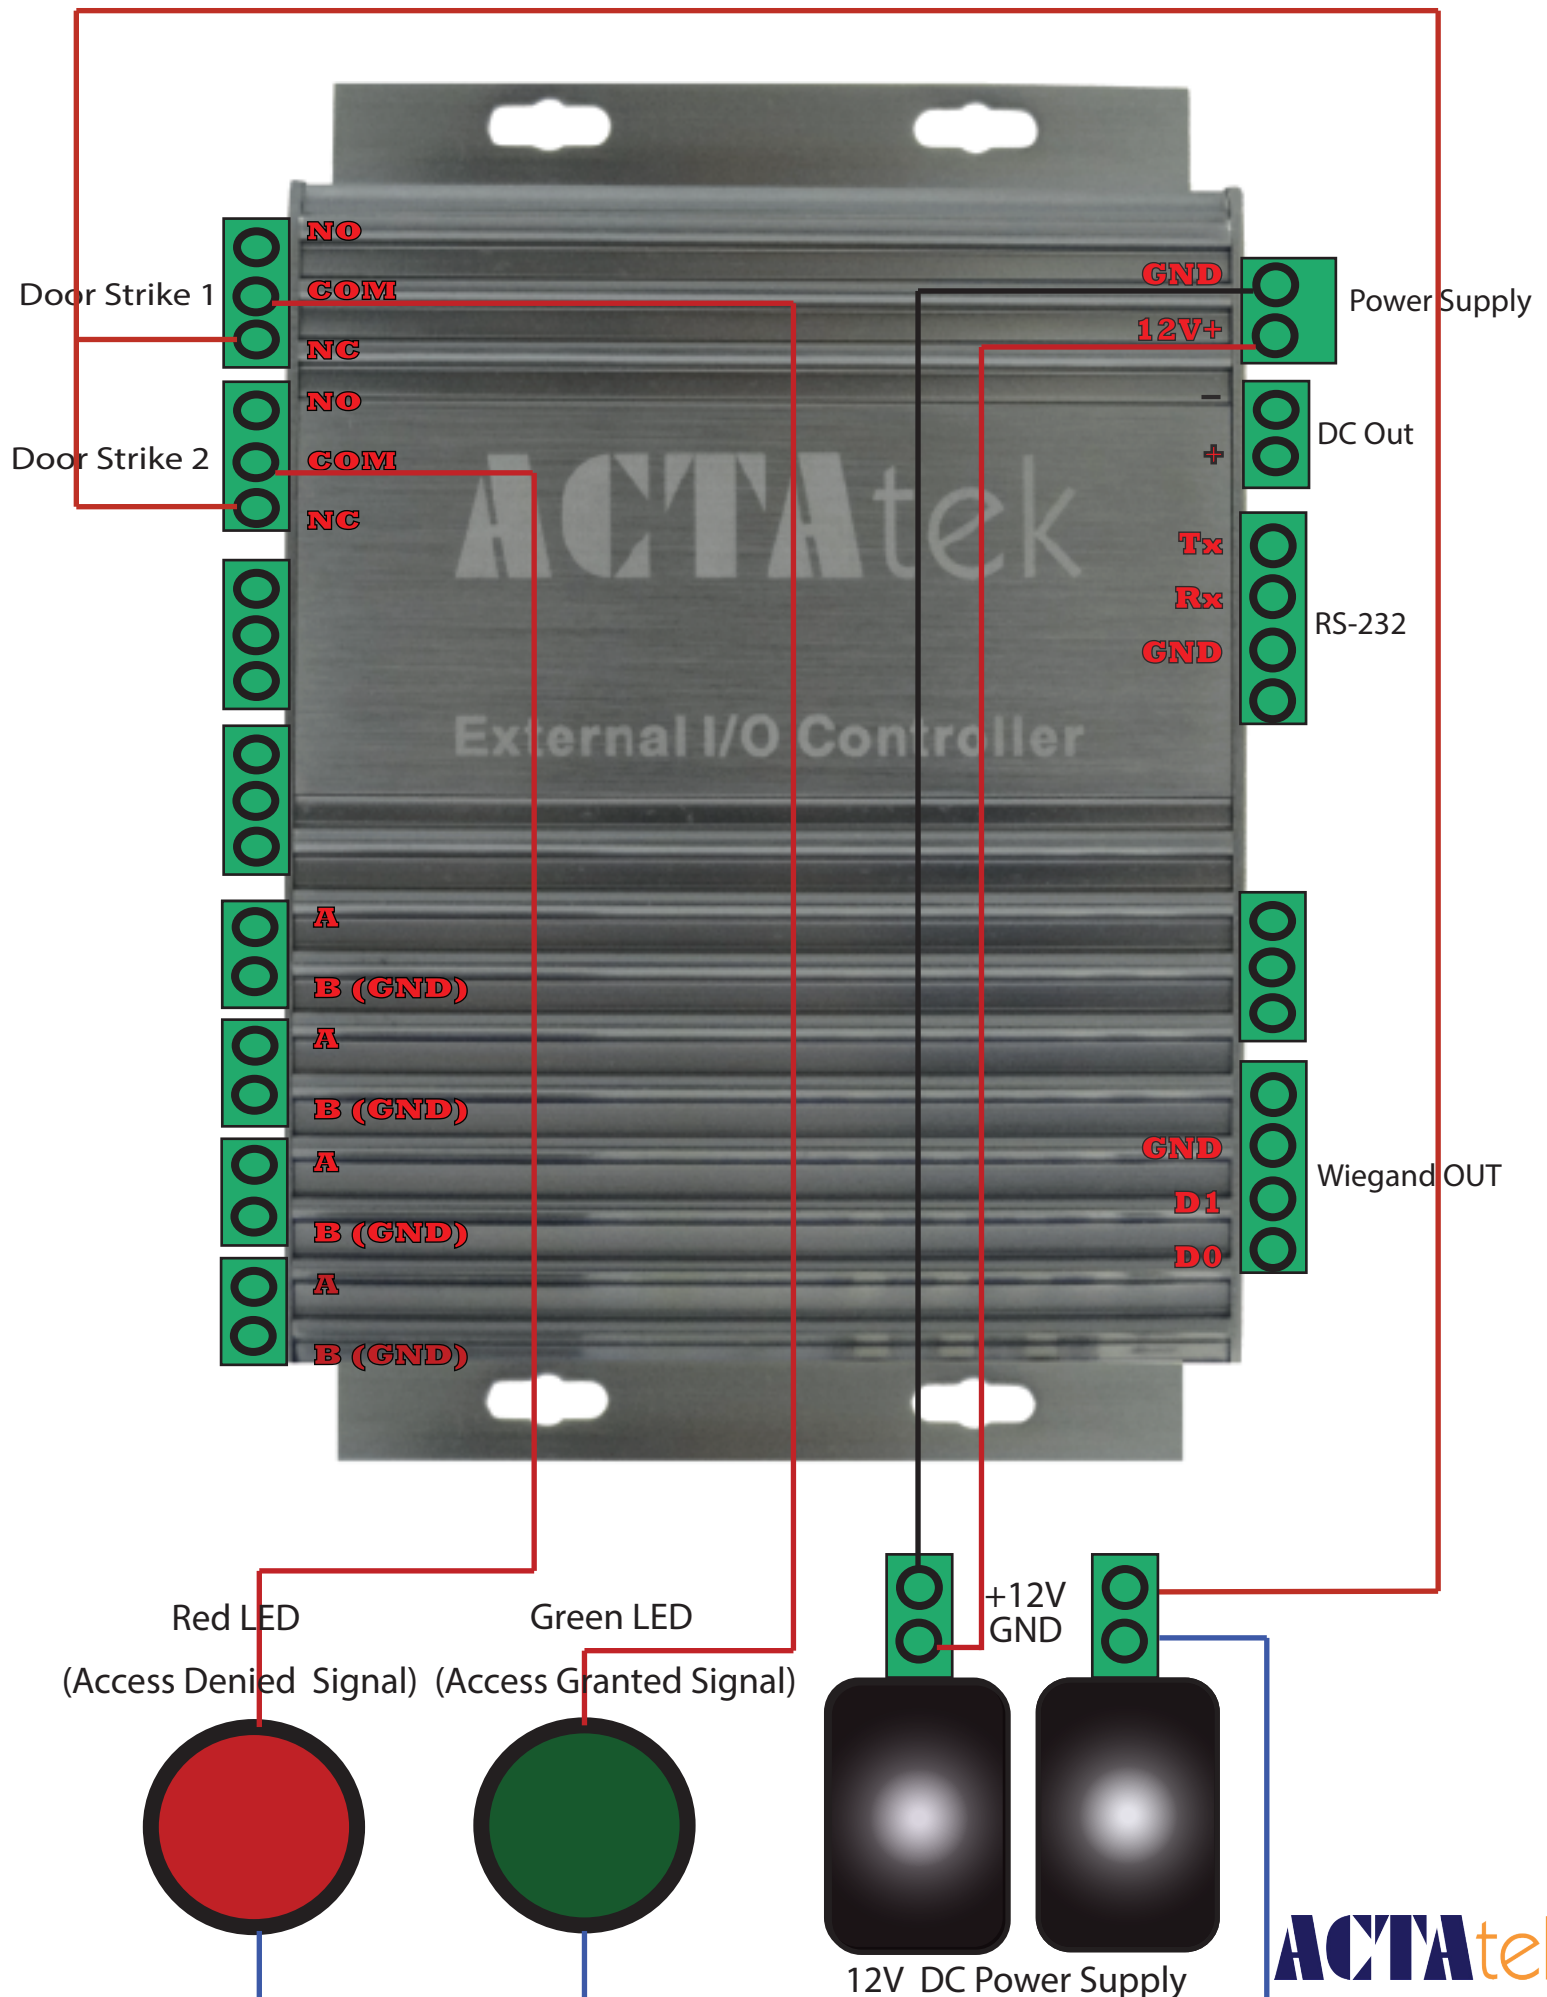 NO
Door Strike 1
COM
NC
NO
Door Strike 2
COM
NC
GND
Power Supply
12V+
–
DC Out
+
ACTAtek
Tx
Rx
RS-232
GND
External I/O Controller
A
B (GND)
A
B (GND)
A
B (GND)
A
B (GND)
GND
Wiegand OUT
D1
D0
+12V
GND
Red LED
(Access Denied  Signal)
Green LED
(Access Granted Signal)
12V  DC Power Supply
ACTAte